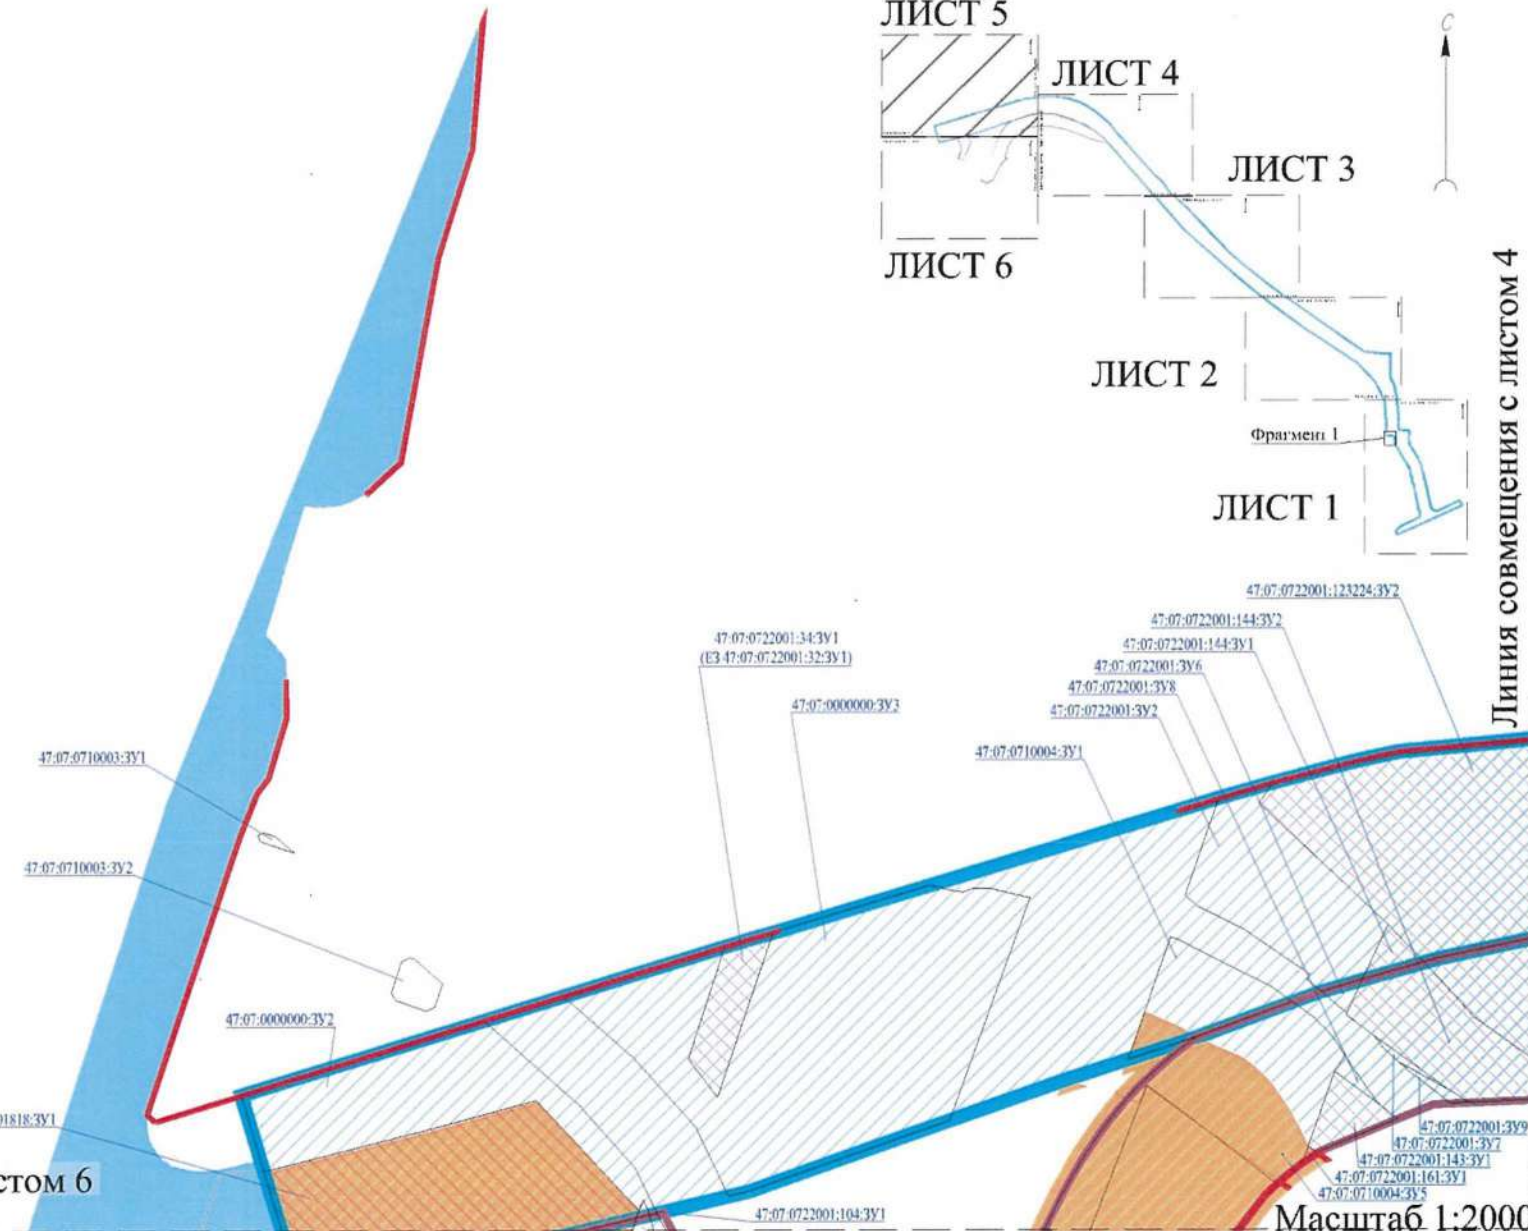 ЛИСТ 5
С
ЛИСТ 4
ЛИСТ 3
ЛИСТ 6
ЛИСТ 2
Фрагмент 1
ЛИСТ 1
Линия совмещения с листом 4
47:07:0722001:123224:ЗУ2
47:07:0722001:144:ЗУ2
47:07:0722001:34:ЗУ1
47:07:0722001:144:ЗУ1
(ЕЗ 47:07:0722001:32:ЗУ1)
47:07:0722001:ЗУ6
47:07:0722001:ЗУ8
47:07:0000000:ЗУ3
47:07:0722001:ЗУ2
47:07:0710003:ЗУ1
47:07:0710004:ЗУ1
47:07:0710003:ЗУ2
47:07:0000000:ЗУ2
01818:ЗУ1
47:07:0722001:ЗУ9
47:07:0722001:ЗУ7
47:07:0722001:143:ЗУ1
стом 6
47:07:0722001:161:ЗУ1
47:07:0710004:ЗУ5
47:07:0722001:104:ЗУ1
Масштаб 1:2000